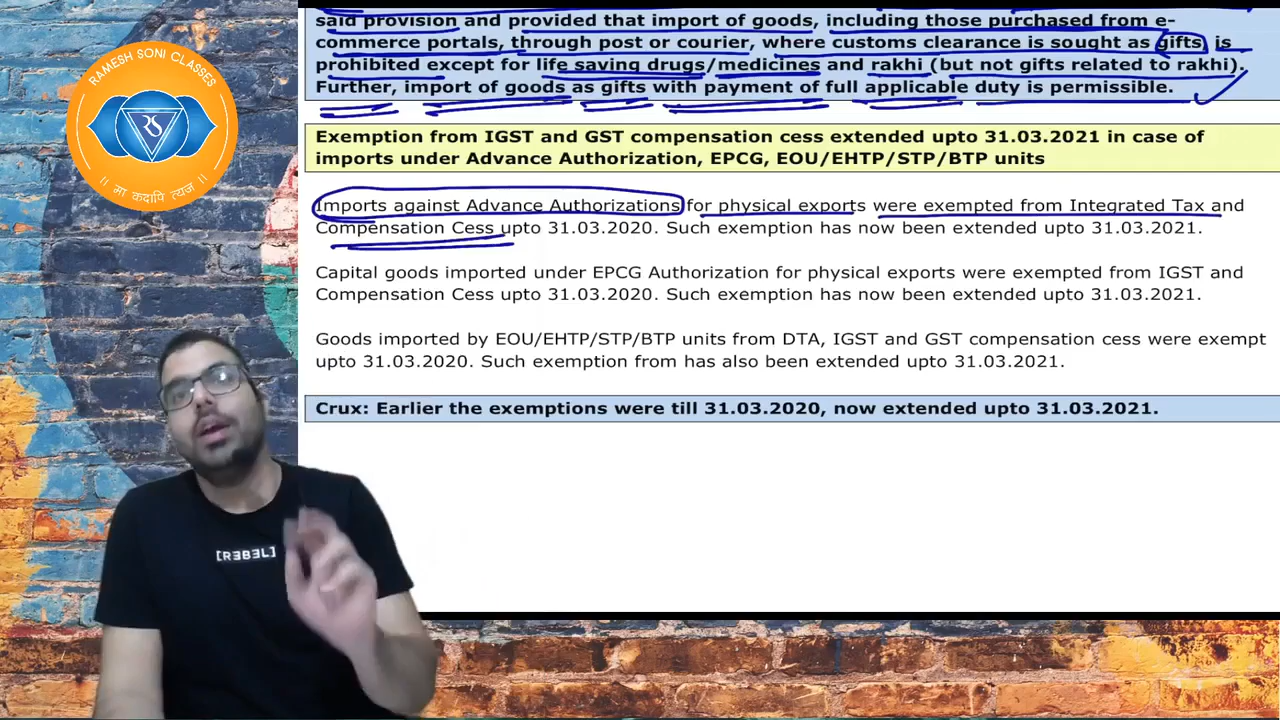 said provision and provided that import of goods, including those purchased from e-
commerce portals, through post or courier, where customs clearance is sought as gifts, is
prohibited except for life saving drugs/medicines and rakhi (but not gifts related to rakhi).
Further, import of goods as gifts with payment of full applicable duty is permissible.
Exemption from IGST and GST compensation cess extended upto 31.03.2021 in case of
imports under Advance Authorization, EPCG, EOU/EHTP/STP/BTP units
Imports against Advance Authorizations for physical exports were exempted from Integrated Tax and
Compensation Cess upto 31.03.2020. Such exemption has now been extended upto 31.03.2021.
Capital goods imported under EPCG Authorization for physical exports were exempted from IGST and
Compensation Cess upto 31.03.2020. Such exemption has now been extended upto 31.03.2021.
Goods imported by EOU/EHTP/STP/BTP units from DTA, IGST and GST compensation cess were exempt
upto 31.03.2020. Such exemption from has also been extended upto 31.03.2021.
Crux: Earlier the exemptions were till 31.03.2020, now extended upto 31.03.2021.
RAMESH SONI CLASSES
।। मा कदापि त्यज ।।
[REBEL]